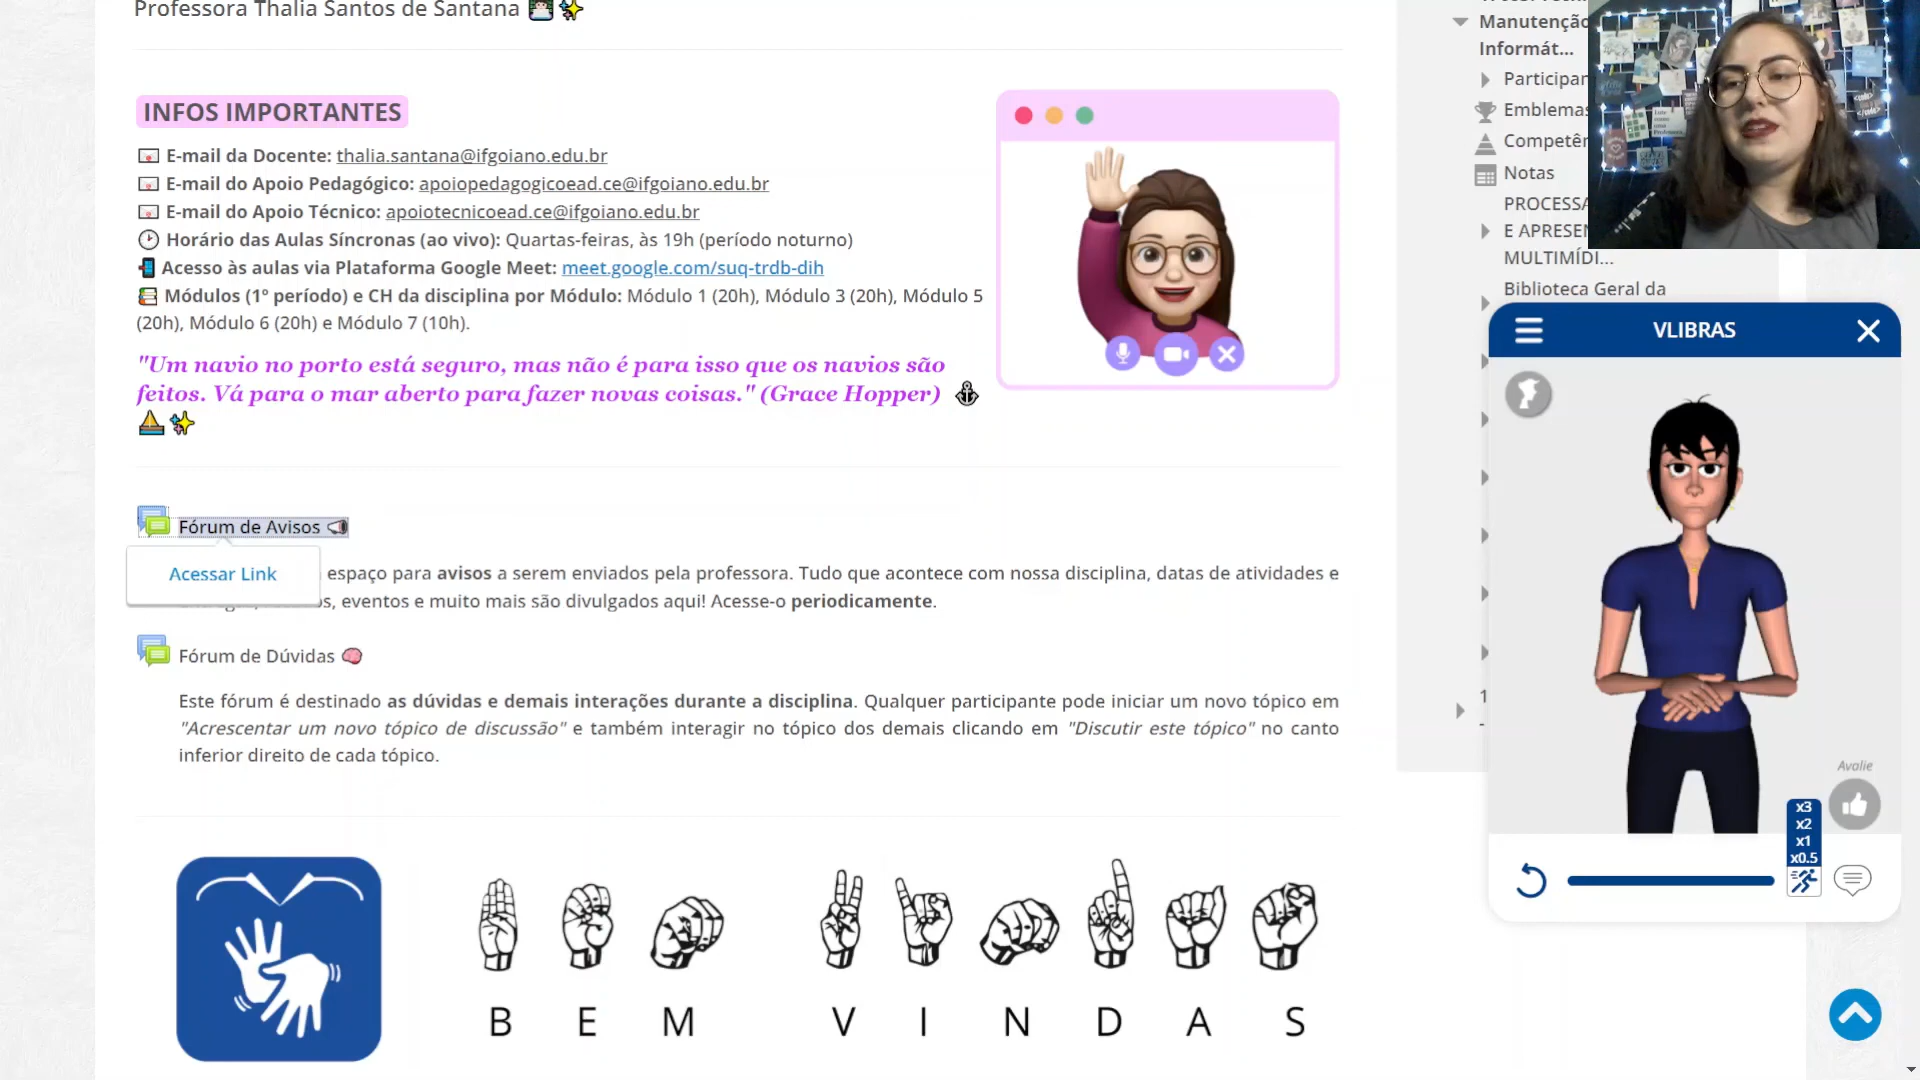 Professora Thalia Santos de Santana
INFOS IMPORTANTES
E-mail da Docente: thalia.santana@ifgoiano.edu.br
E-mail do Apoio Pedagógico: apoiopedagogicoead.ce@ifgoiano.edu.br
E-mail do Apoio Técnico: apoiotecnicoead.ce@ifgoiano.edu.br
Horário das Aulas Síncronas (ao vivo): Quartas-feiras, às 19h (período noturno)
Acesso às aulas via Plataforma Google Meet: meet.google.com/suq-trdb-dih
Módulos (1º período) e CH da disciplina por Módulo: Módulo 1 (20h), Módulo 3 (20h), Módulo 5
(20h), Módulo 6 (20h) e Módulo 7 (10h).
"Um navio no porto está seguro, mas não é para isso que os navios são
feitos. Vá para o mar aberto para fazer novas coisas." (Grace Hopper)
Fórum de Avisos
Acessar Link
espaço para avisos a serem enviados pela professora. Tudo que acontece com nossa disciplina, datas de atividades e
eventos e muito mais são divulgados aqui! Acesse-o periodicamente.
Fórum de Dúvidas
Este fórum é destinado as dúvidas e demais interações durante a disciplina. Qualquer participante pode iniciar um novo tópico em
"Acrescentar um novo tópico de discussão" e também interagir no tópico dos demais clicando em "Discutir este tópico" no canto
inferior direito de cada tópico.
B E M V I N D A S
Manutenção
Informát...
Participan
Emblemas
Competên
Notas
PROCESSA
E APRESEN
MULTIMÍDI...
Biblioteca Geral da
1
-
VLIBRAS
Avalie
x3
x2
x1
x0.5